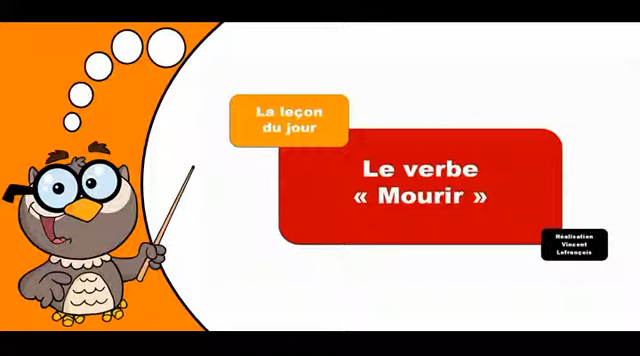 La leçon
du jour
Le verbe
« Mourir »
Réalisation
Vincent
Lefrançois